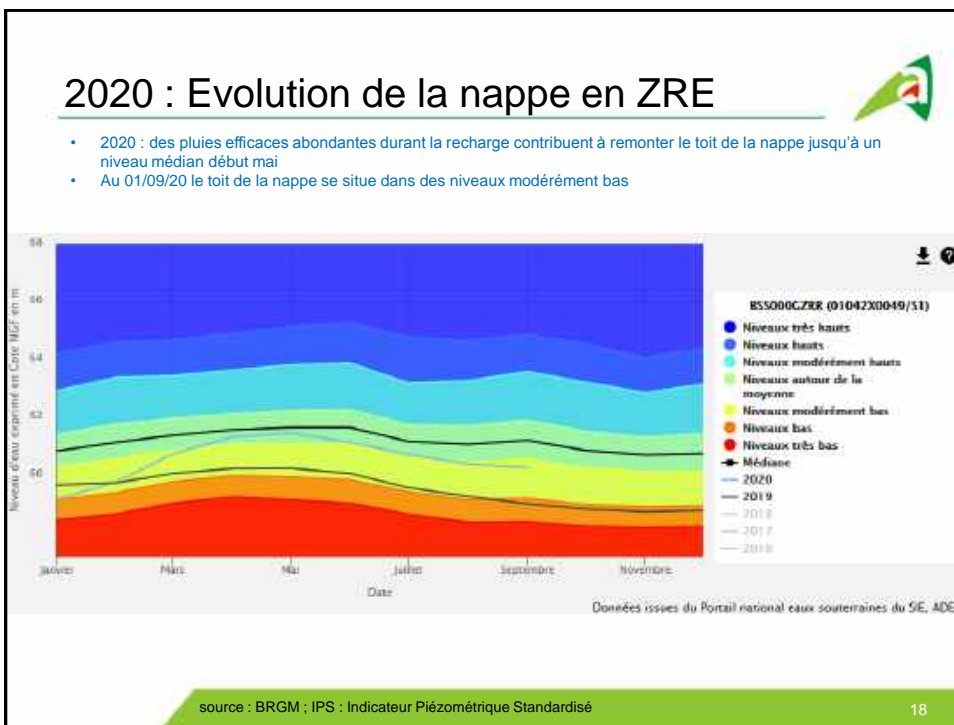 2020 : Evolution de la nappe en ZRE
• 2020 : des pluies efficaces abondantes durant la recharge contribuent à remonter le toit de la nappe jusqu'à un
niveau médian début mai
• Au 01/09/20 le toit de la nappe se situe dans des niveaux modérément bas
Niveau d'eau exprimé en Cote NGF en m
68
66
64
62
60
Janvier
Mars
Mai
Juillet
Septembre
Novembre
Date
BSS000GZRR (01042X0049/S1)
Niveaux très hauts
Niveaux hauts
Niveaux modérément hauts
Niveaux autour de la
moyenne
Niveaux modérément bas
Niveaux bas
Niveaux très bas
Médiane
2020
2019
2018
2017
Données issues du Portail national eaux souterraines du SIE, ADE
source : BRGM ; IPS : Indicateur Piézométrique Standardisé
18